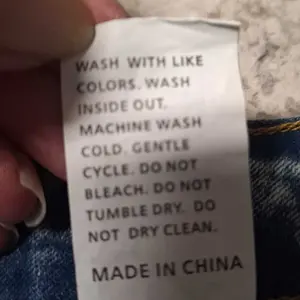 WASH WITH LIKE
COLORS. WASH
INSIDE OUT.
MACHINE WASH
COLD. GENTLE
CYCLE. DO NOT
BLEACH. DO NOT
TUMBLE DRY. DO
NOT DRY CLEAN.
MADE IN CHINA